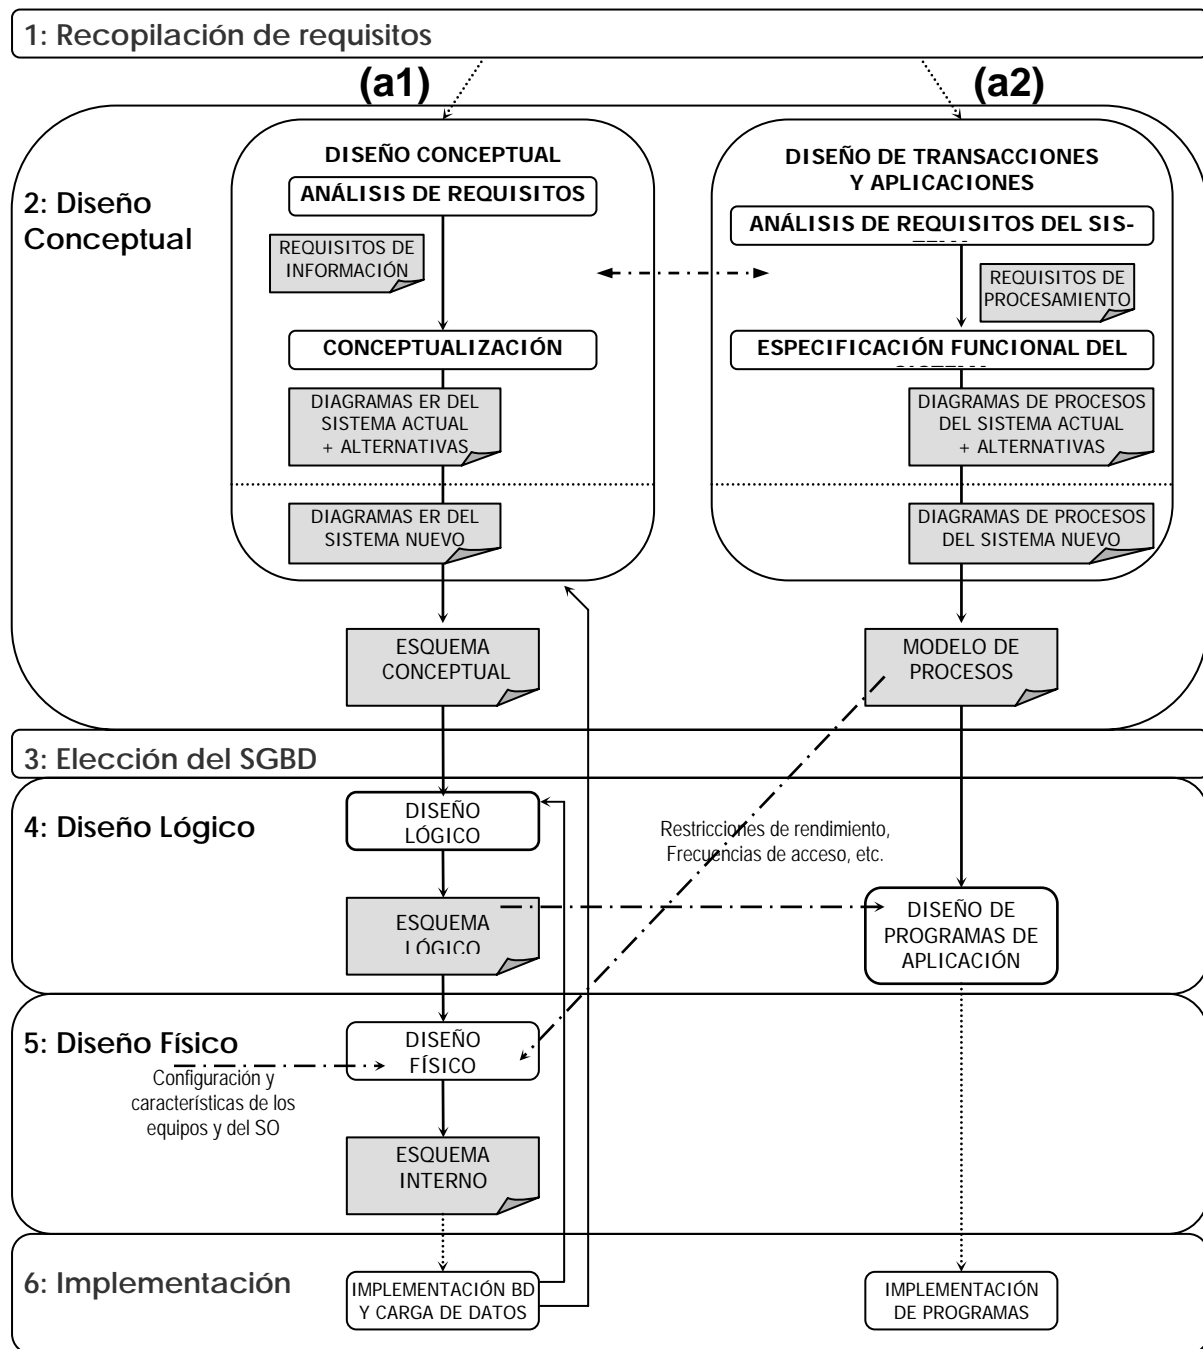 1: Recopilación de requisitos
(a1)
(a2)
2: Diseño
Conceptual
DISEÑO CONCEPTUAL
ANÁLISIS DE REQUISITOS
REQUISITOS DE
INFORMACIÓN
CONCEPTUALIZACIÓN
DIAGRAMAS ER DEL
SISTEMA ACTUAL
+ ALTERNATIVAS
DIAGRAMAS ER DEL
SISTEMA NUEVO
ESQUEMA
CONCEPTUAL
DISEÑO DE TRANSACCIONES
Y APLICACIONES
ANÁLISIS DE REQUISITOS DEL SIS-
REQUISITOS DE
PROCESAMIENTO
ESPECIFICACIÓN FUNCIONAL DEL
DIAGRAMAS DE PROCESOS
DEL SISTEMA ACTUAL
+ ALTERNATIVAS
DIAGRAMAS DE PROCESOS
DEL SISTEMA NUEVO
MODELO DE
PROCESOS
3: Elección del SGBD
4: Diseño Lógico
DISEÑO
LÓGICO
Restricciones de rendimiento,
Frecuencias de acceso, etc.
ESQUEMA
LÓGICO
DISEÑO DE
PROGRAMAS DE
APLICACIÓN
5: Diseño Físico
DISEÑO
FÍSICO
Configuración y
características de los
equipos y del SO
ESQUEMA
INTERNO
6: Implementación
IMPLEMENTACIÓN BD
Y CARGA DE DATOS
IMPLEMENTACIÓN
DE PROGRAMAS